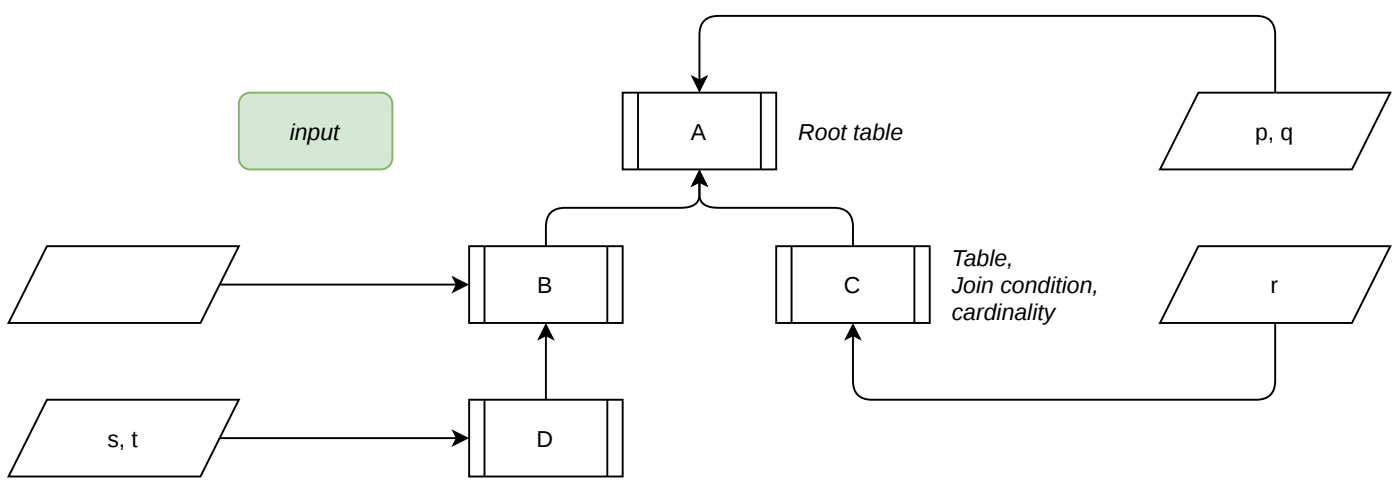 input
A
Root table
p, q
B
C
Table,
Join condition,
cardinality
r
s, t
D